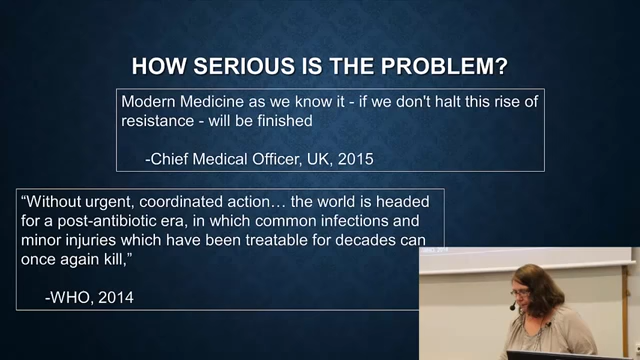 HOW SERIOUS IS THE PROBLEM?
Modern Medicine as we know it - if we don't halt this rise of
resistance - will be finished
-Chief Medical Officer, UK, 2015
“Without urgent, coordinated action… the world is headed
for a post-antibiotic era, in which common infections and
minor injuries which have been treatable for decades can
once again kill,”
-WHO, 2014